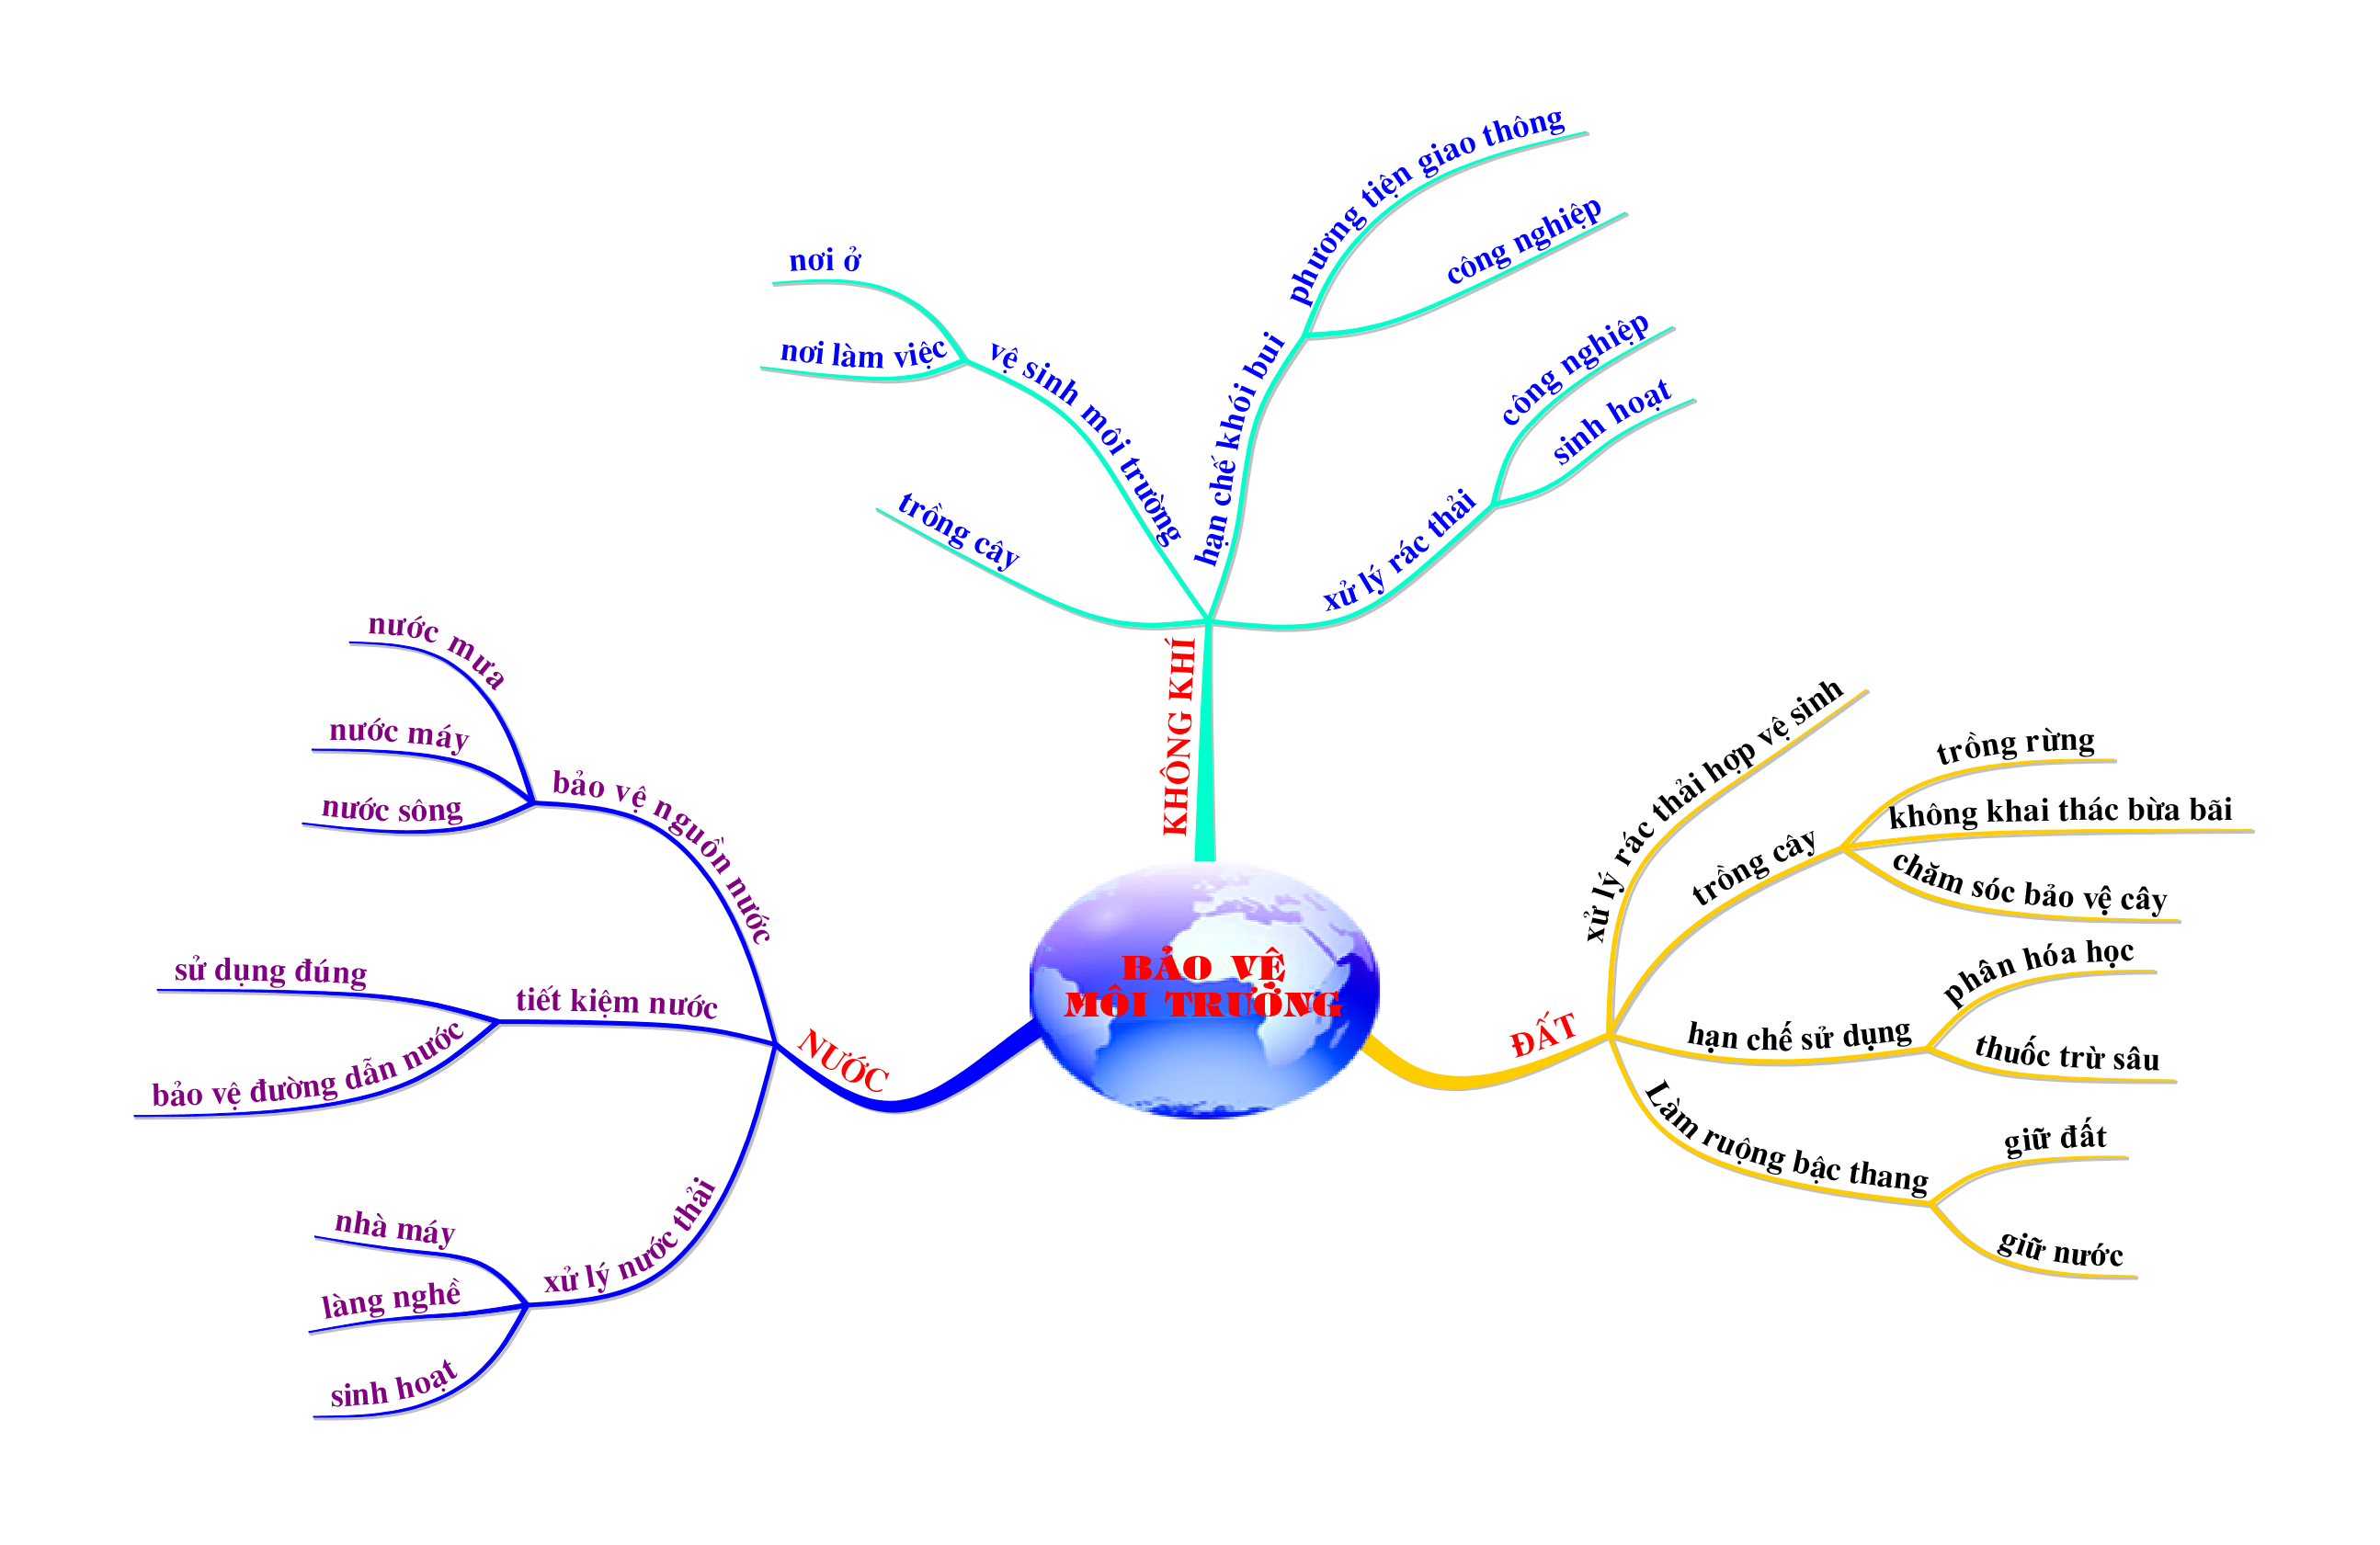 BẢO VỆ
MÔI TRƯỜNG
KHÔNG KHÍ
trồng cây
vệ sinh môi trường
nơi ở
nơi làm việc
hạn chế khói bui
phương tiện giao thông
công nghiệp
xử lý rác thải
công nghiệp
sinh hoạt
ĐẤT
xử lý rác thải hợp vệ sinh
trồng cây
trồng rừng
không khai thác bừa bãi
chăm sóc bảo vệ cây
hạn chế sử dụng
phân hóa học
thuốc trừ sâu
Làm ruộng bậc thang
giữ đất
giữ nước
NƯỚC
bảo vệ nguồn nước
nước mưa
nước máy
nước sông
tiết kiệm nước
sử dụng đúng
bảo vệ đường dẫn nước
xử lý nước thải
nhà máy
làng nghề
sinh hoạt